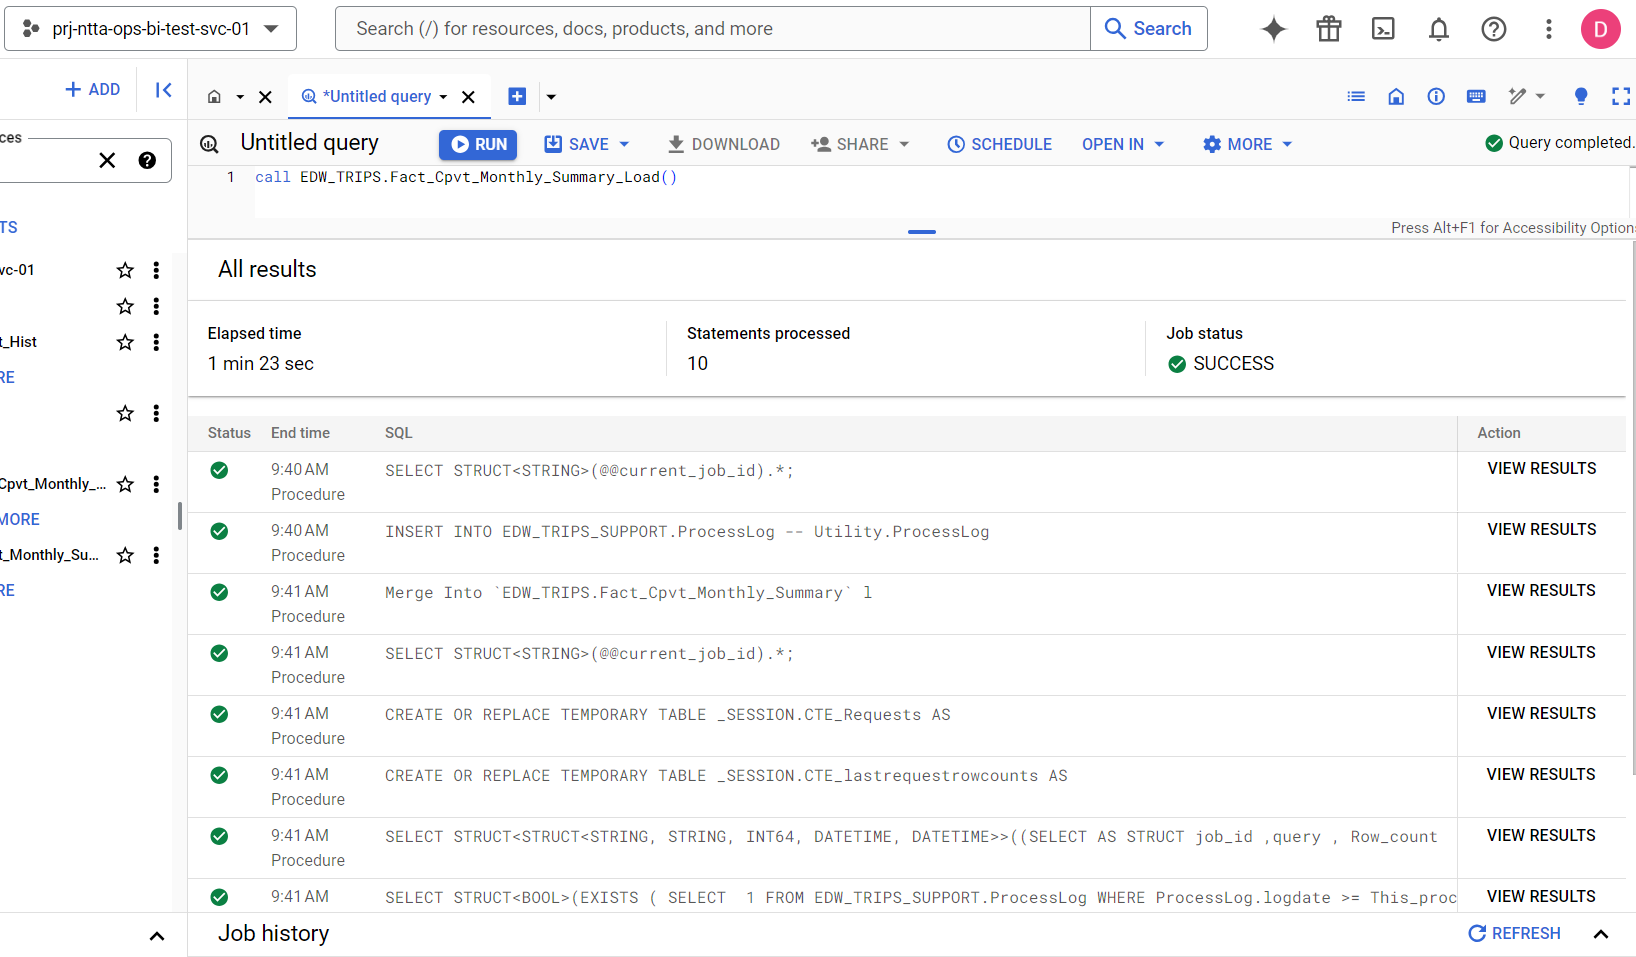 prj-ntta-ops-bi-test-svc-01
Search (/) for resources, docs, products, and more
Search
D
ADD
*Untitled query
ces
Untitled query
RUN
SAVE
DOWNLOAD
SHARE
SCHEDULE
OPEN IN
MORE
Query completed.
1 call EDW_TRIPS.Fact_Cpvt_Monthly_Summary_Load()
Press Alt+F1 for Accessibility Option
TS
vc-01
t_Hist
RE
Cpvt_Monthly_...
MORE
t_Monthly_Su...
RE
All results
Elapsed time
1 min 23 sec
Statements processed
10
Job status
SUCCESS
Status End time SQL Action
9:40 AM SELECT STRUCT<STRING>(@@current_job_id).*; VIEW RESULTS
Procedure
9:40 AM INSERT INTO EDW_TRIPS_SUPPORT.ProcessLog -- Utility.ProcessLog VIEW RESULTS
Procedure
9:41 AM Merge Into `EDW_TRIPS.Fact_Cpvt_Monthly_Summary` l VIEW RESULTS
Procedure
9:41 AM SELECT STRUCT<STRING>(@@current_job_id).*; VIEW RESULTS
Procedure
9:41 AM CREATE OR REPLACE TEMPORARY TABLE _SESSION.CTE_Requests AS VIEW RESULTS
Procedure
9:41 AM CREATE OR REPLACE TEMPORARY TABLE _SESSION.CTE_lastrequestrowcounts AS VIEW RESULTS
Procedure
9:41 AM SELECT STRUCT<STRUCT<STRING, STRING, INT64, DATETIME, DATETIME>>((SELECT AS STRUCT job_id ,query , Row_count VIEW RESULTS
Procedure
9:41 AM SELECT STRUCT<BOOL>(EXISTS ( SELECT 1 FROM EDW_TRIPS_SUPPORT.ProcessLog WHERE ProcessLog.logdate >= This_proc VIEW RESULTS
Job history
REFRESH